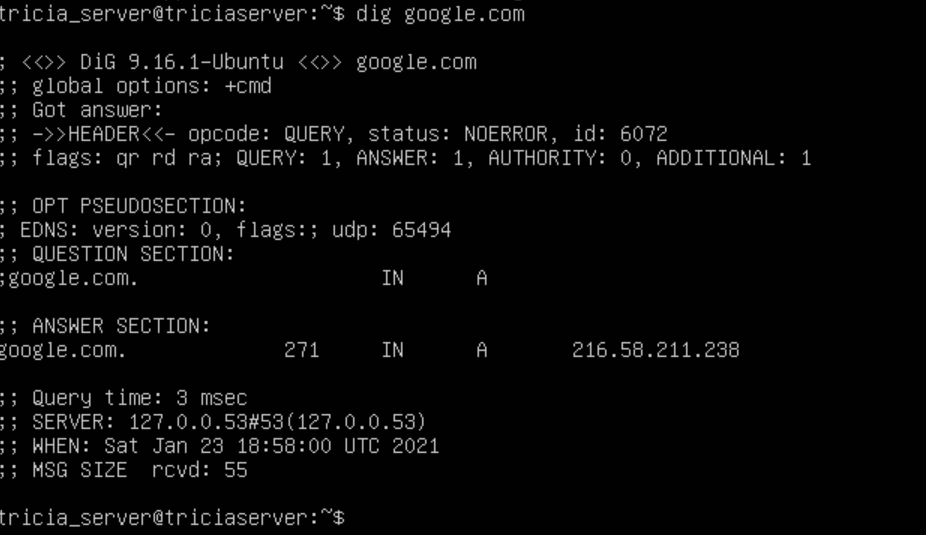 tricia_server@triciaserver:~$ dig google.com
; <<>> DiG 9.16.1-Ubuntu <<>> google.com
;; global options: +cmd
;; Got answer:
;; ->>HEADER<<- opcode: QUERY, status: NOERROR, id: 6072
;; flags: qr rd ra; QUERY: 1, ANSWER: 1, AUTHORITY: 0, ADDITIONAL: 1
;; OPT PSEUDOSECTION:
; EDNS: version: 0, flags:; udp: 65494
;; QUESTION SECTION:
;google.com. IN A
;; ANSWER SECTION:
google.com. 271 IN A 216.58.211.238
;; Query time: 3 msec
;; SERVER: 127.0.0.53#53(127.0.0.53)
;; WHEN: Sat Jan 23 18:58:00 UTC 2021
;; MSG SIZE  rcvd: 55
tricia_server@triciaserver:~$